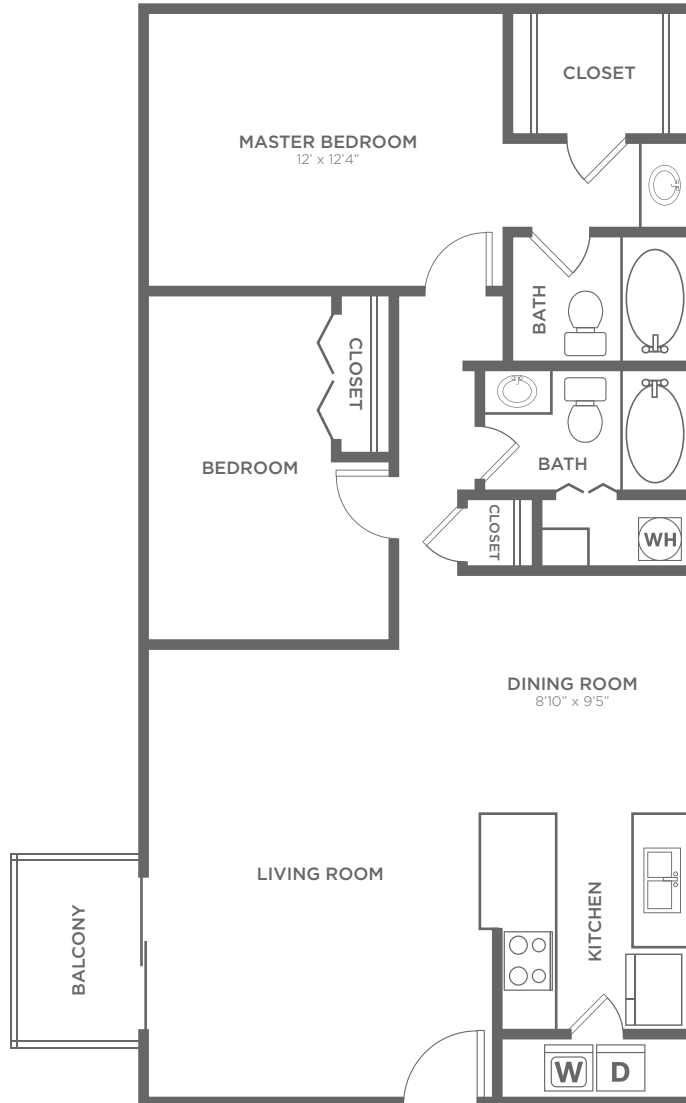 CLOSET
MASTER BEDROOM
12' x 12'4"
BATH
CLOSET
BEDROOM
BATH
CLOSET
WH
DINING ROOM
8'10" x 9'5"
LIVING ROOM
KITCHEN
BALCONY
W
D